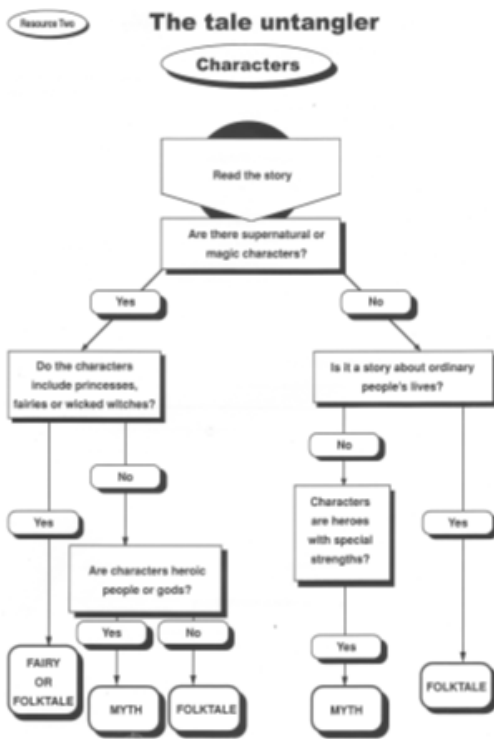 Resource Two
The tale untangler
Characters
Read the story
Are there supernatural or
magic characters?
Yes
No
Do the characters
include princesses,
fairies or wicked witches?
Is it a story about ordinary
people's lives?
No
No
Characters
are heroes
with special
strengths?
Yes
Yes
Are characters heroic
people or gods?
Yes
No
Yes
FAIRY
OR
FOLKTALE
MYTH
FOLKTALE
MYTH
FOLKTALE